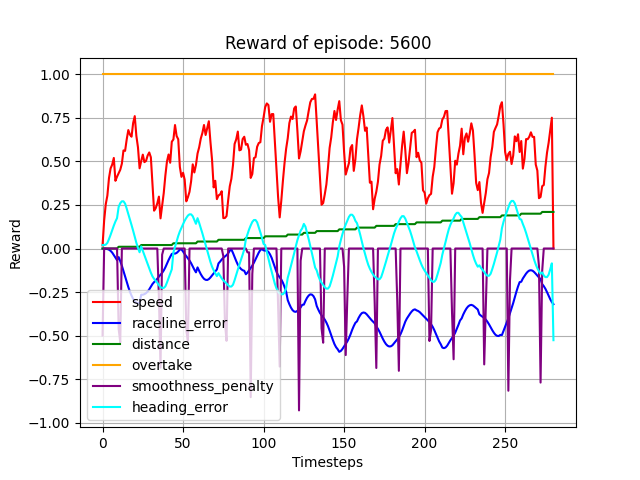 Reward of episode: 5600
1.00
0.75
0.50
0.25
0.00
−0.25
−0.50
−0.75
−1.00
Reward
speed
raceline_error
distance
overtake
smoothness_penalty
heading_error
0 50 100 150 200 250
Timesteps